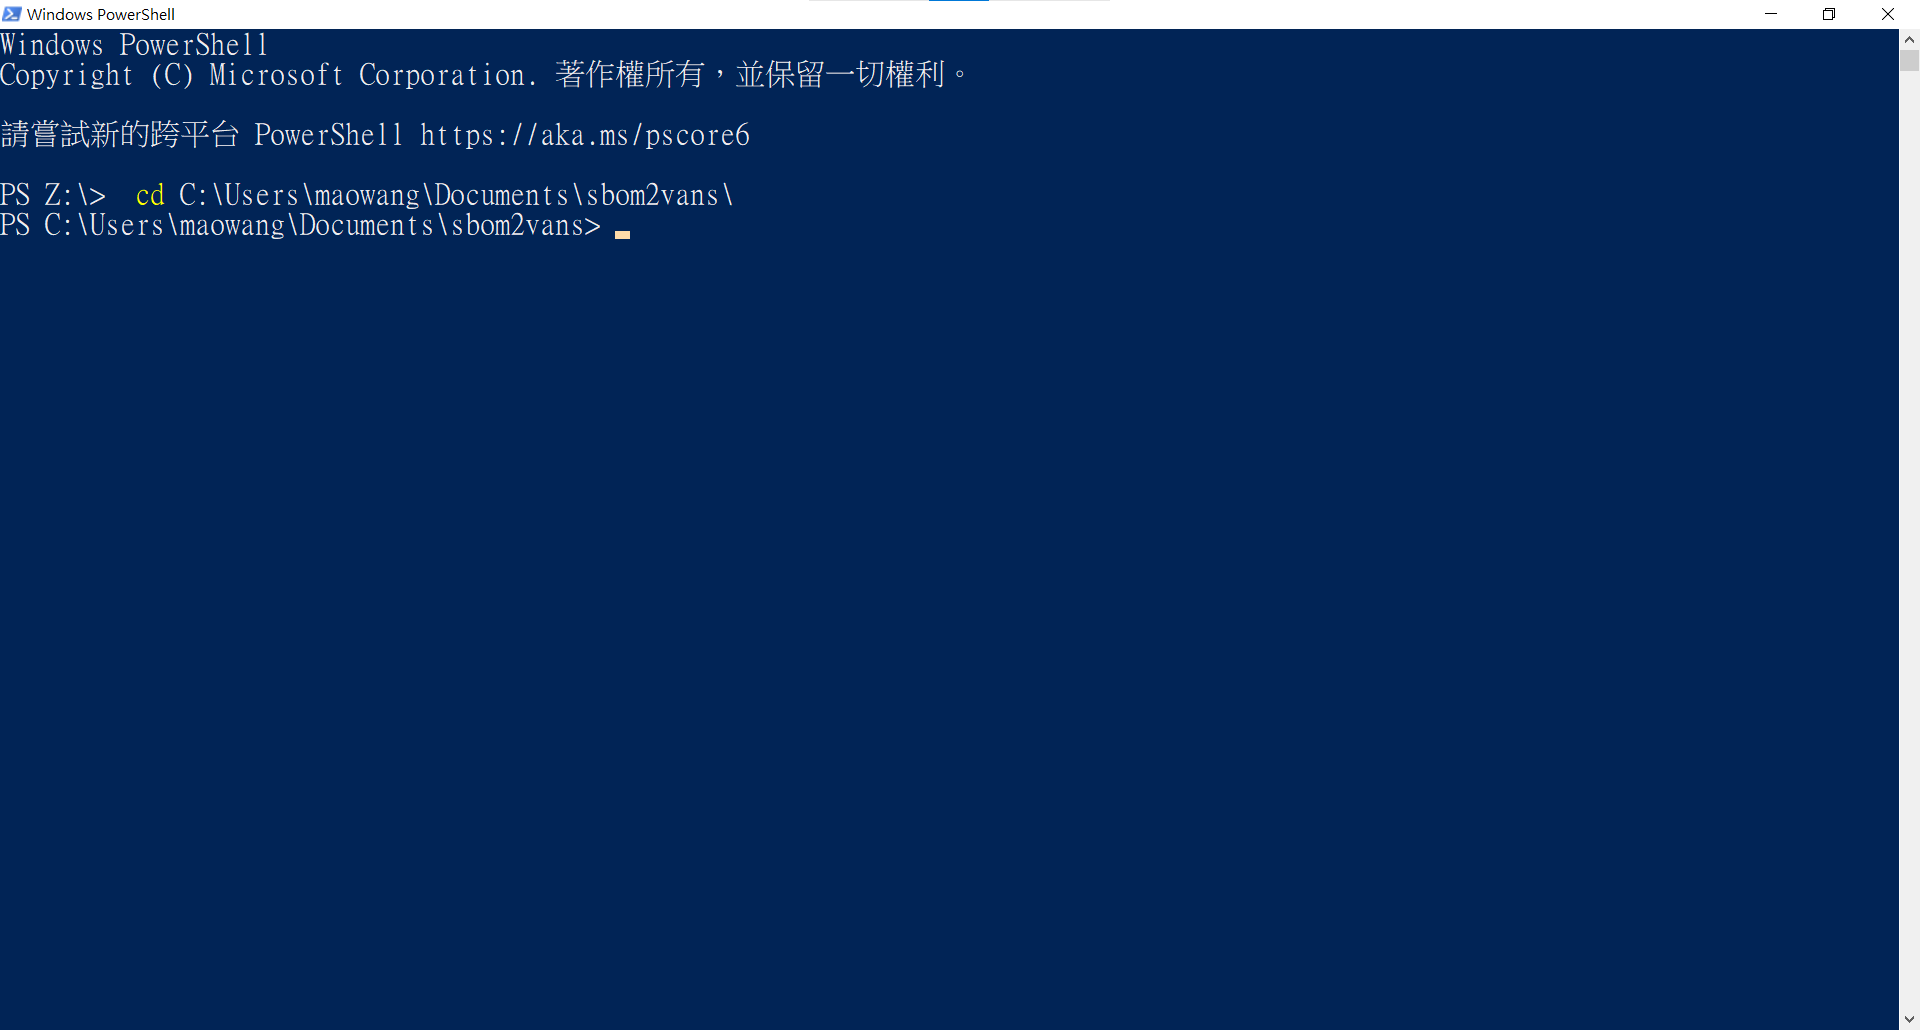 Windows PowerShell
Windows PowerShell
Copyright (C) Microsoft Corporation. 著作權所有，並保留一切權利。
請嘗試新的跨平台 PowerShell https://aka.ms/pscore6
PS Z:\>  cd C:\Users\maowang\Documents\sbom2vans\
PS C:\Users\maowang\Documents\sbom2vans>